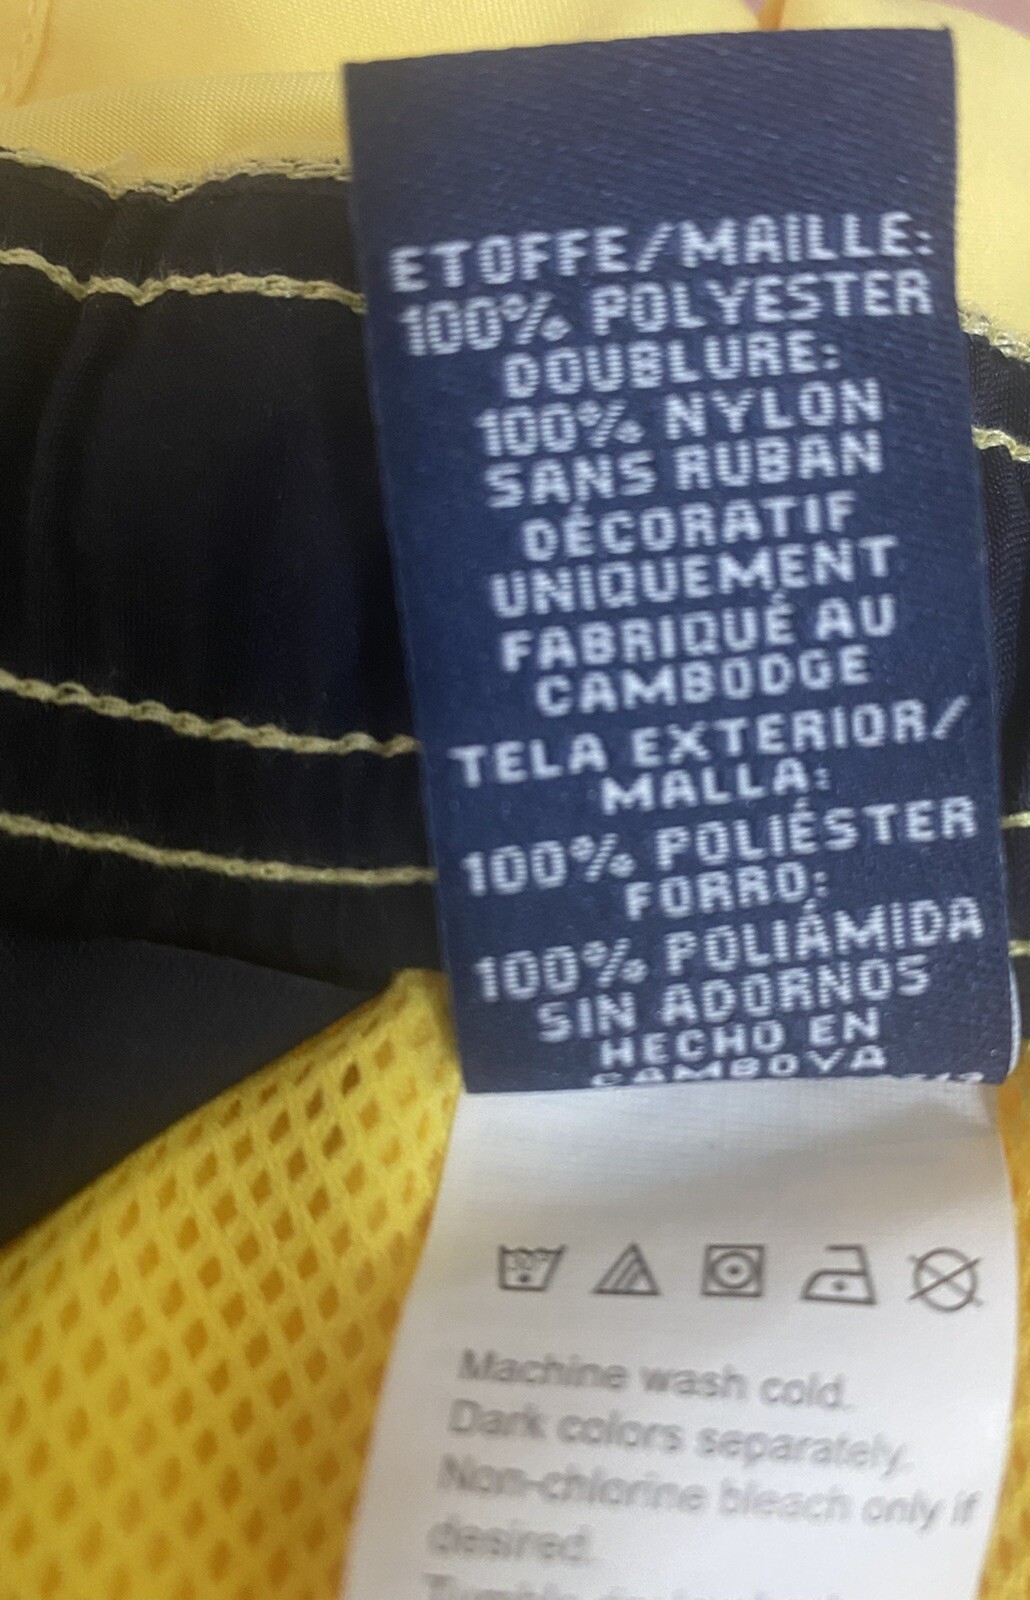 ETOFFE/MAILLE:
100% POLYESTER
DOUBLURE:
100% NYLON
SANS RUBAN
DÉCORATIF
UNIQUEMENT
FABRIQUÉ AU
CAMBODGE
TELA EXTERIOR/
MALLA:
100% POLIÉSTER
FORRO:
100% POLIÁMIDA
SIN ADORNOS
HECHO EN
CAMBOYA
30°
Machine wash cold.
Dark colors separately.
Non-chlorine bleach only if
desired.